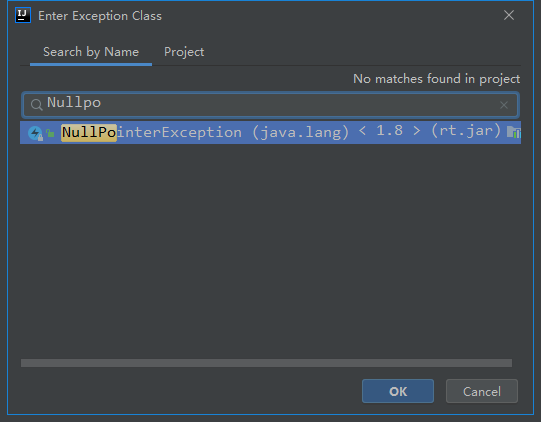 IJ Enter Exception Class
Search by Name Project
No matches found in project
Nullpo
NullPointerException (java.lang) < 1.8 > (rt.jar)
OK Cancel